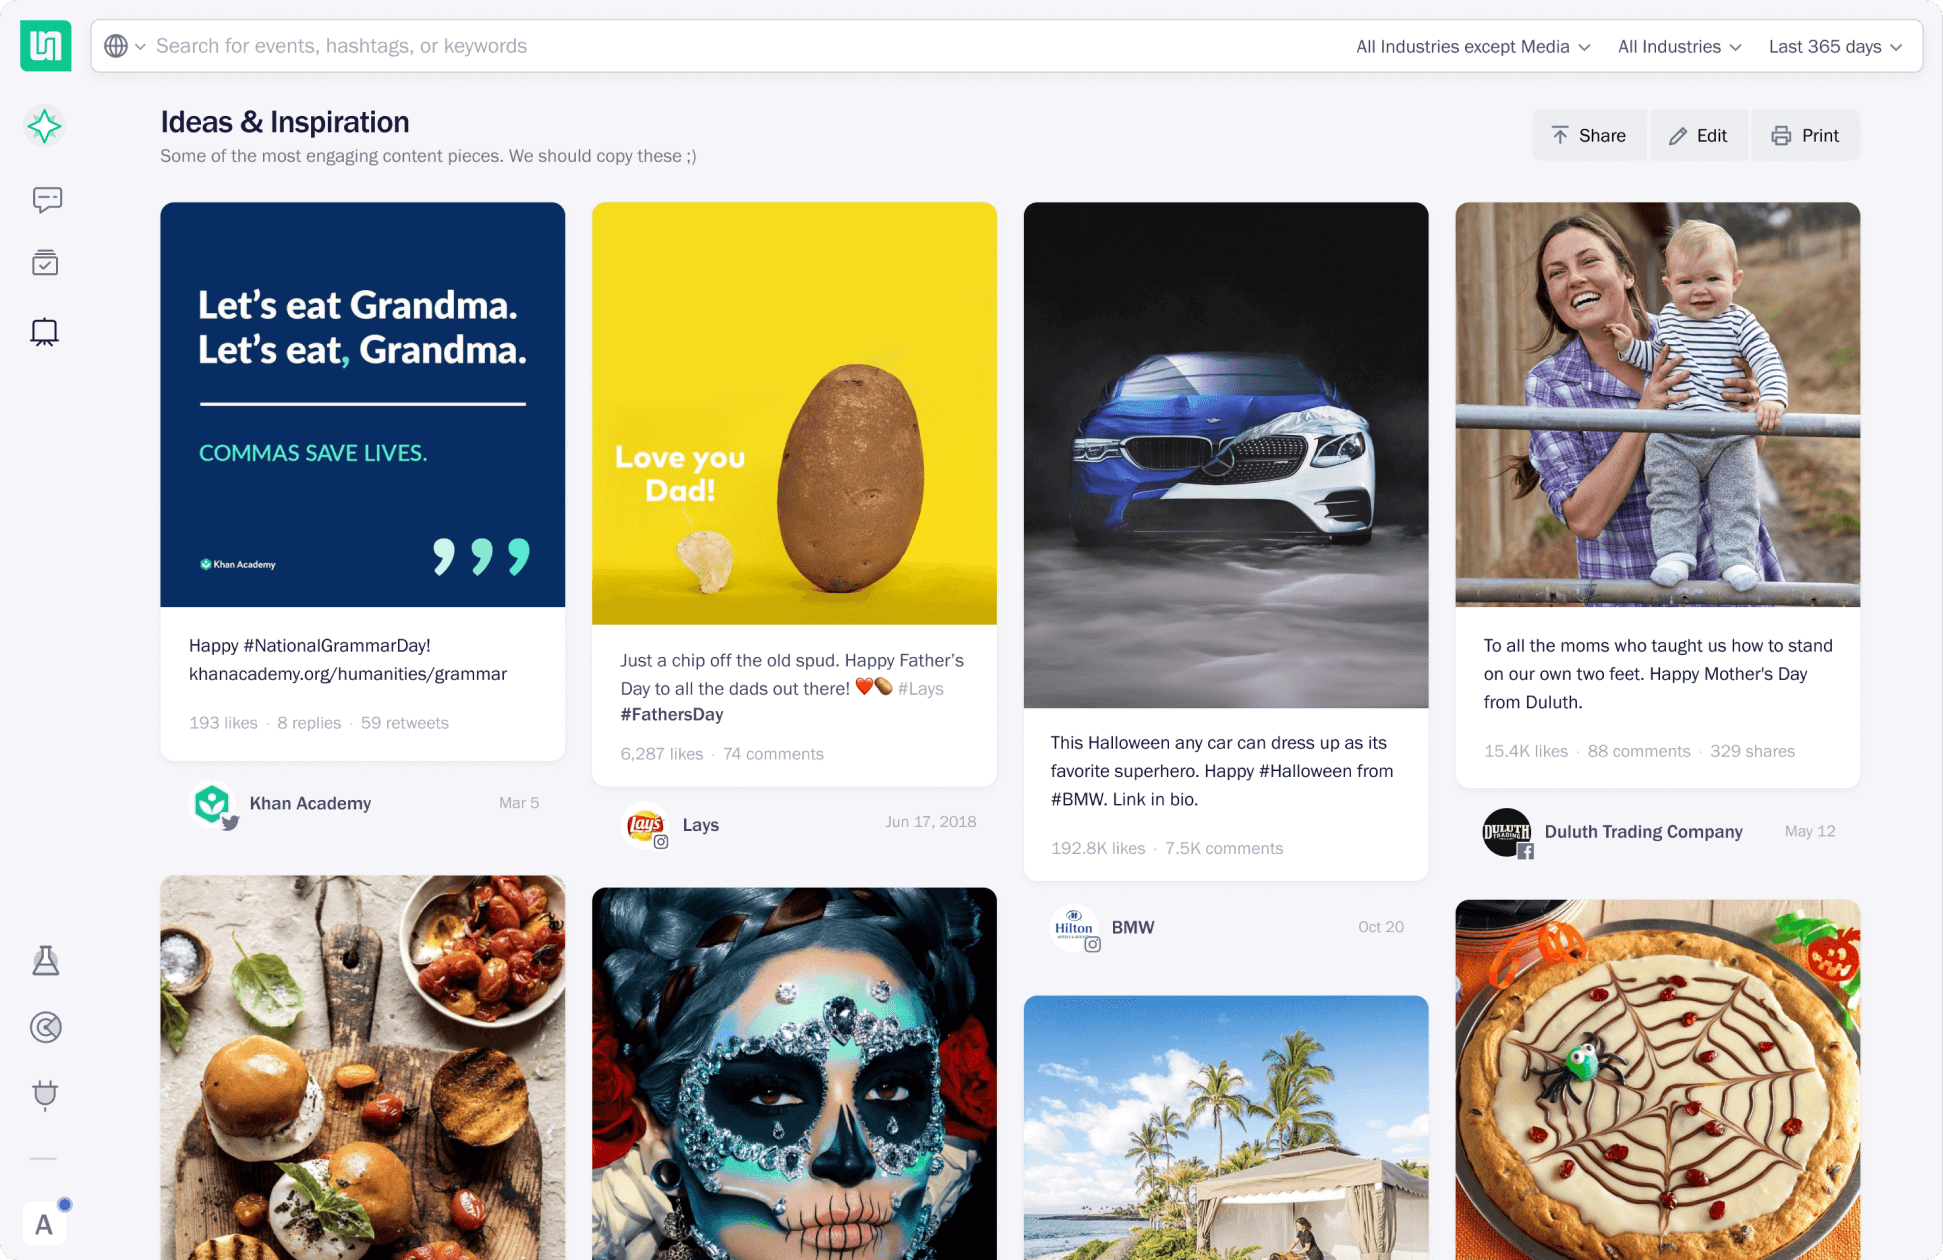 Search for events, hashtags, or keywords
All Industries except Media
All Industries
Last 365 days
Ideas & Inspiration
Some of the most engaging content pieces. We should copy these ;)
Share
Edit
Print
Let's eat Grandma.
Let's eat, Grandma.
COMMAS SAVE LIVES.
Khan Academy
Happy #NationalGrammarDay!
khanacademy.org/humanities/grammar
193 likes · 8 replies · 59 retweets
Khan Academy
Mar 5
Love you
Dad!
Just a chip off the old spud. Happy Father’s
Day to all the dads out there! ❤️🥔 #Lays
#FathersDay
6,287 likes · 74 comments
Lays
Lays
Jun 17, 2018
This Halloween any car can dress up as its
favorite superhero. Happy #Halloween from
#BMW. Link in bio.
192.8K likes · 7.5K comments
Hilton
BMW
Oct 20
To all the moms who taught us how to stand
on our own two feet. Happy Mother's Day
from Duluth.
15.4K likes · 88 comments · 329 shares
DULUTH
TRADING
Duluth Trading Company
May 12
A